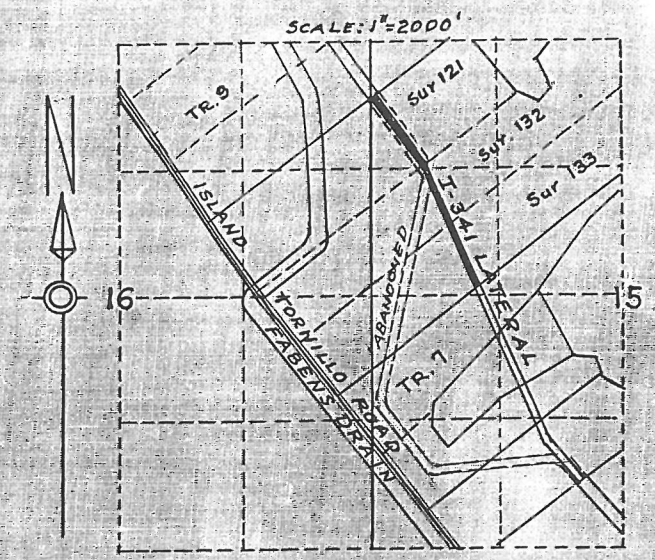 SCALE: 1"=2000'
TR. 9
Sur 121
Sur 132
Sur 133
I-341 LATERAL
ISLAND TORNILLO ROAD
FABENS DRAIN
ABANDONED
TR. 7
16
15
N